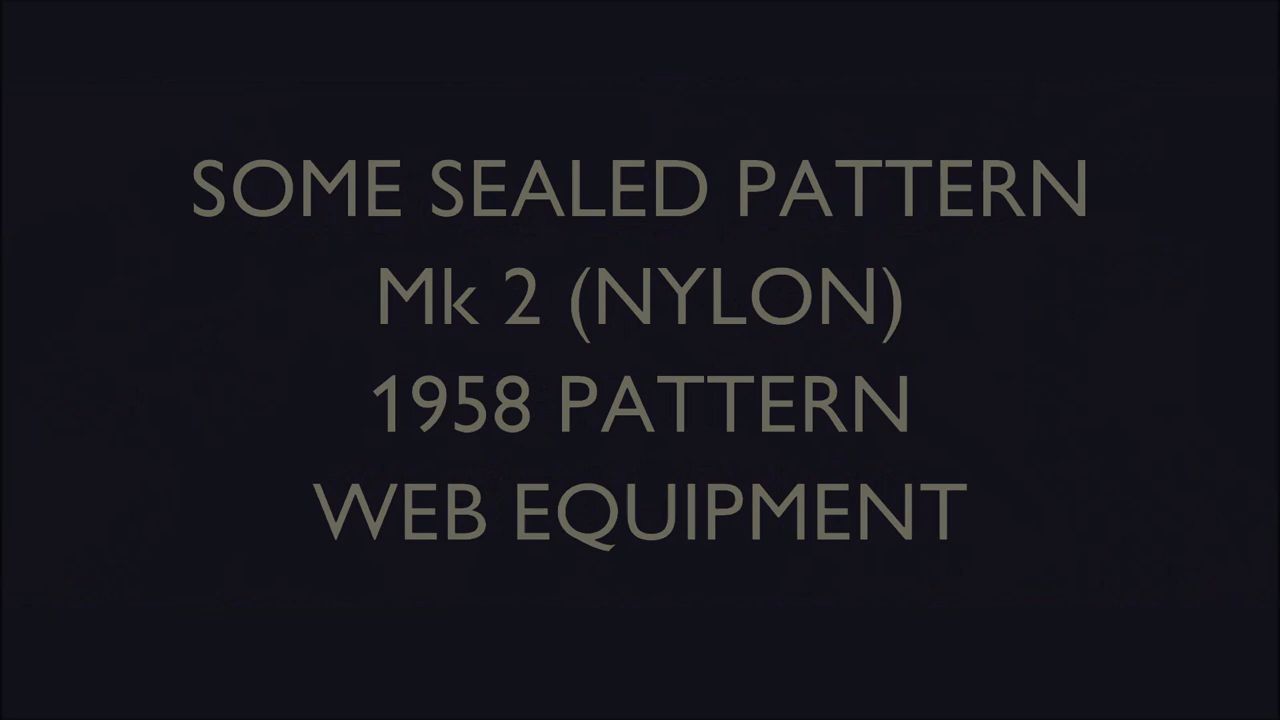 SOME SEALED PATTERN
Mk 2 (NYLON)
1958 PATTERN
WEB EQUIPMENT